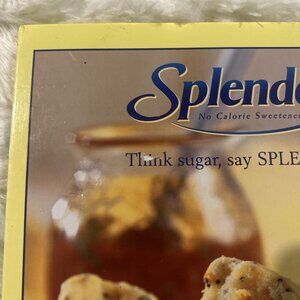 Splend
No Calorie Sweetene
Think sugar, say SPLE